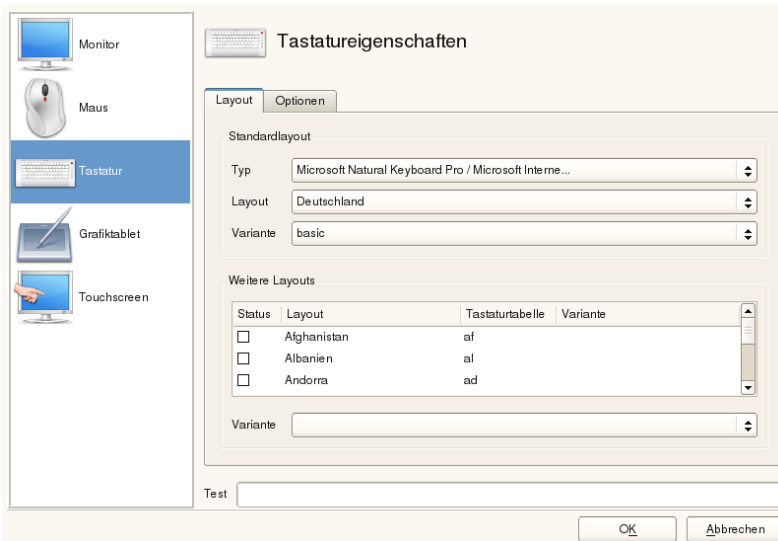 Monitor
Maus
Tastatur
Grafiktablet
Touchscreen
Tastatureigenschaften
Layout Optionen
Standardlayout
Typ Microsoft Natural Keyboard Pro / Microsoft Interne...
Layout Deutschland
Variante basic
Weitere Layouts
Status Layout Tastaturtabelle Variante
Afghanistan af
Albanien al
Andorra ad
Variante
Test
OK Abbrechen